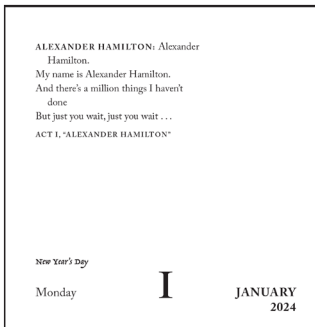 ALEXANDER HAMILTON: Alexander
Hamilton.
My name is Alexander Hamilton.
And there's a million things I haven't
done
But just you wait, just you wait . . .
ACT I, "ALEXANDER HAMILTON"
New Year's Day
Monday
1
JANUARY
2024